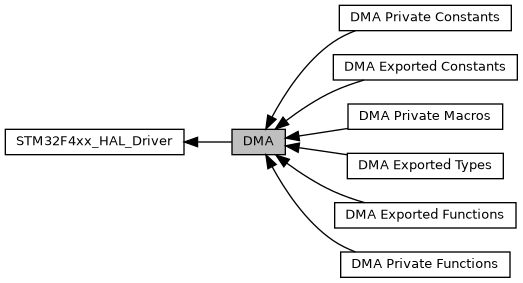 DMA Private Constants
DMA Exported Constants
DMA Private Macros
STM32F4xx_HAL_Driver
DMA
DMA Exported Types
DMA Exported Functions
DMA Private Functions